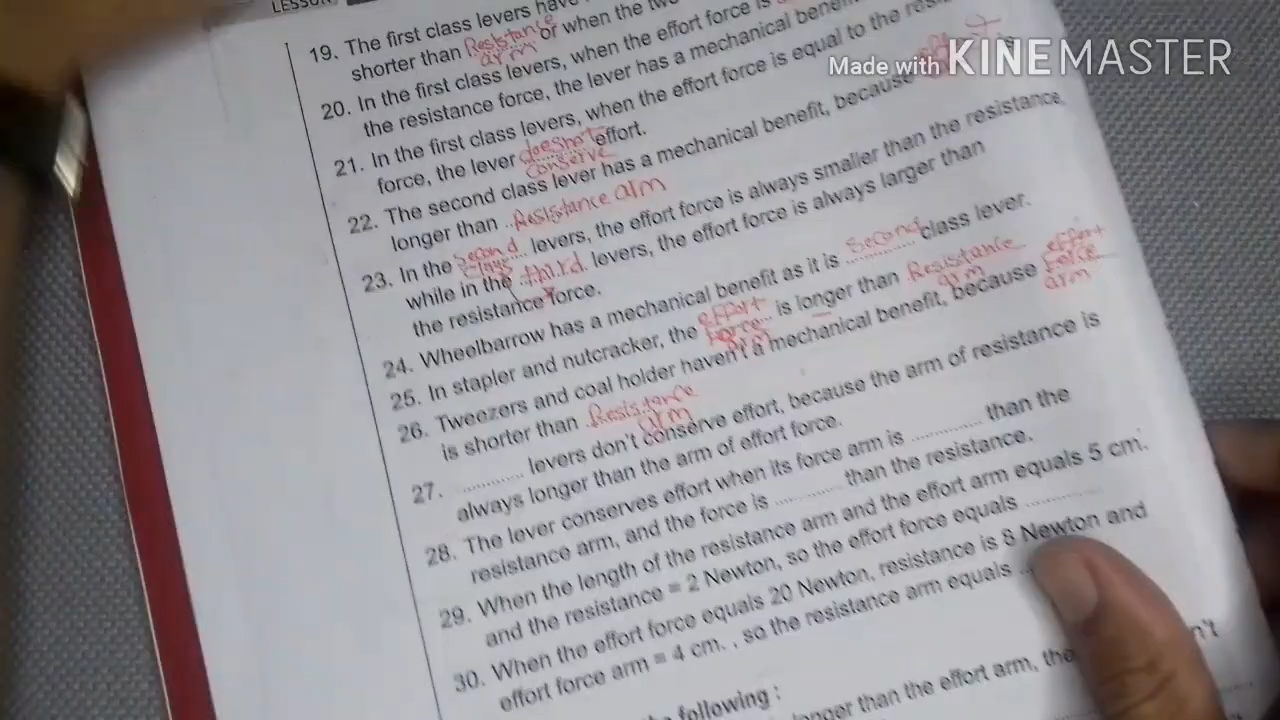 LESSON
19. The first class levers have
shorter than Resistance arm or when the two
20. In the first class levers, when the effort force is
the resistance force, the lever has a mechanical benefit
21. In the first class levers, when the effort force is equal to the
force, the lever doesnot conserve effort.
22. The second class lever has a mechanical benefit, because is
longer than ..Resistance arm
23. In the second class levers, the effort force is always smaller than the resistance,
while in the third levers, the effort force is always larger than
the resistance force.
24. Wheelbarrow has a mechanical benefit as it is second class lever.
25. In stapler and nutcracker, the effort force arm is longer than Resistance arm
26. Tweezers and coal holder haven't a mechanical benefit, because effort force arm
is shorter than Resistance arm
27. ............ levers don't conserve effort, because the arm of resistance is
always longer than the arm of effort force.
28. The lever conserves effort when its force arm is ............ than the
resistance arm, and the force is ............ than the resistance.
29. When the length of the resistance arm and the effort arm equals 5 cm.
and the resistance = 2 Newton, so the effort force equals ............
30. When the effort force equals 20 Newton, resistance is 8 Newton and
effort force arm = 4 cm. , so the resistance arm equals ..
following :
longer than the effort arm, the n't
Made with KINEMASTER